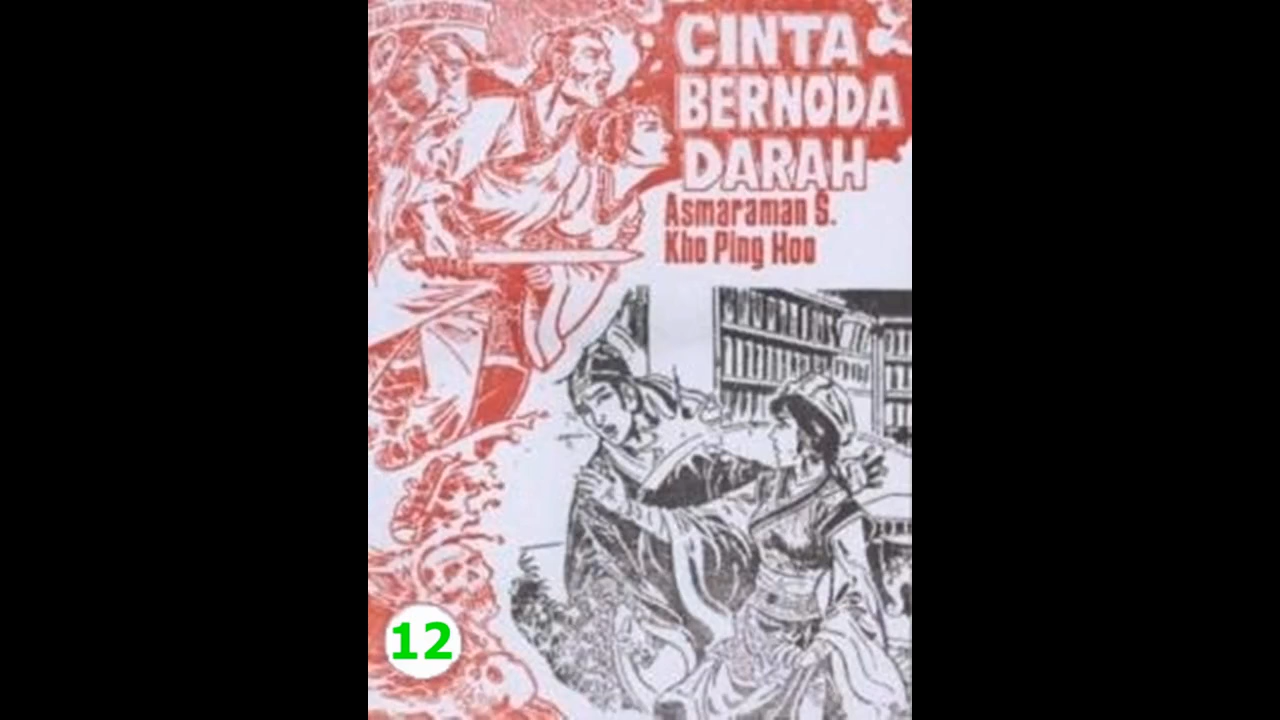 CINTA
BERNODA
DARAH
Asmaraman S.
Kho Ping Hoo
12